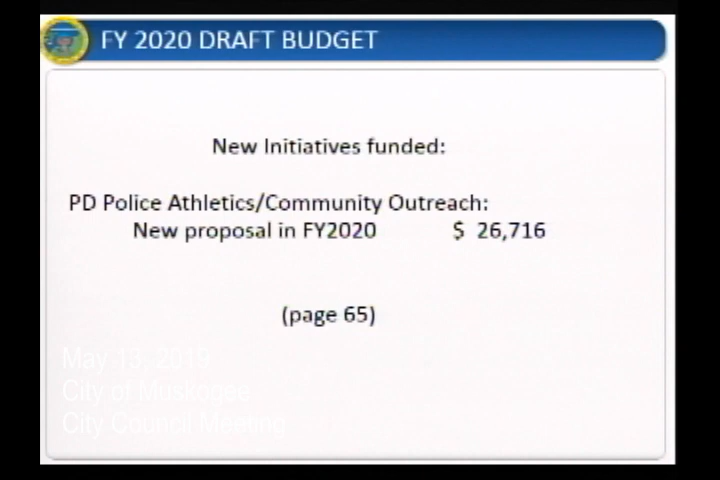 FY 2020 DRAFT BUDGET
New Initiatives funded:
PD Police Athletics/Community Outreach:
New proposal in FY2020 $ 26,716
(page 65)
May 13, 2019
City of Muskogee
City Council Meeting